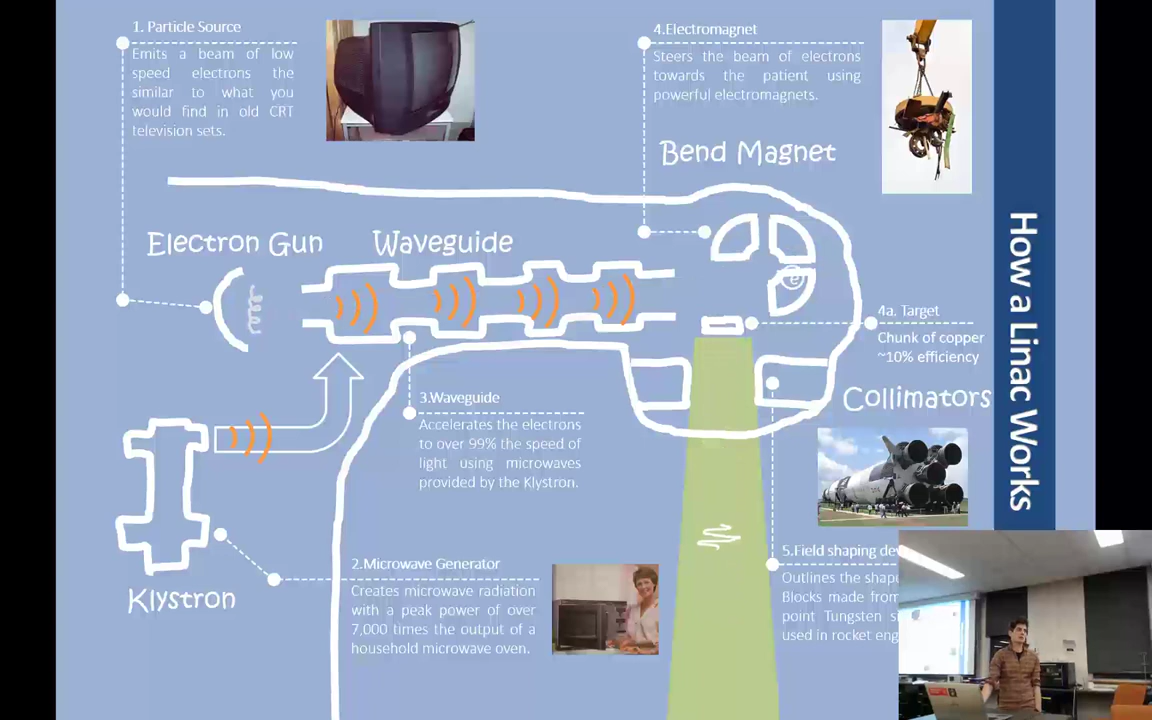 1. Particle Source
Emits a beam of low
speed electrons the
similar to what you
would find in old CRT
television sets.
4.Electromagnet
Steers the beam of electrons
towards the patient using
powerful electromagnets.
Bend Magnet
Electron Gun
Waveguide
e
4a. Target
Chunk of copper
~10% efficiency
Collimators
3.Waveguide
Accelerates the electrons
to over 99% the speed of
light using microwaves
provided by the Klystron.
2.Microwave Generator
Creates microwave radiation
with a peak power of over
7,000 times the output of a
household microwave oven.
Klystron
5.Field shaping
Outlines the
Blocks made from
point Tungsten
used in rocket
How a Linac Works